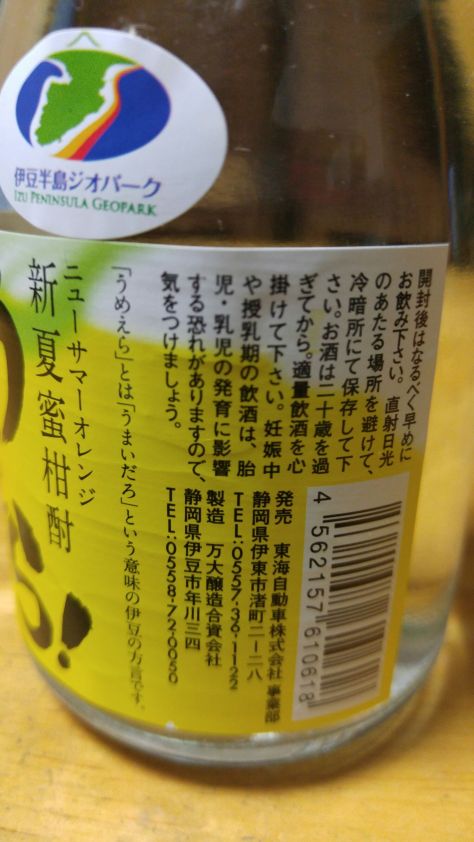 伊豆半島ジオパーク
IZU PENINSULA GEOPARK
開封後はなるべく早めに
お飲み下さい。直射日光
のあたる場所を避けて、
冷暗所にて保存して下
さい。お酒は二十歳を過
ぎてから。適量飲酒を心
掛けて下さい。妊娠中
や授乳期の飲酒は、胎
児・乳児の発育に影響
する恐れがありますので、
気をつけましょう。
発売 東海自動車株式会社 事業部
静岡県伊東市渚町二ー二八
TEL:0557-36-1122
製造 万大醸造合資会社
静岡県伊豆市年川三四
TEL:0558-72-0050
「うめえら」とは「うまいだろ」という意味の伊豆の方言です。
ニューサマーオレンジ
新夏蜜柑酎
ら!
4 562157 610618